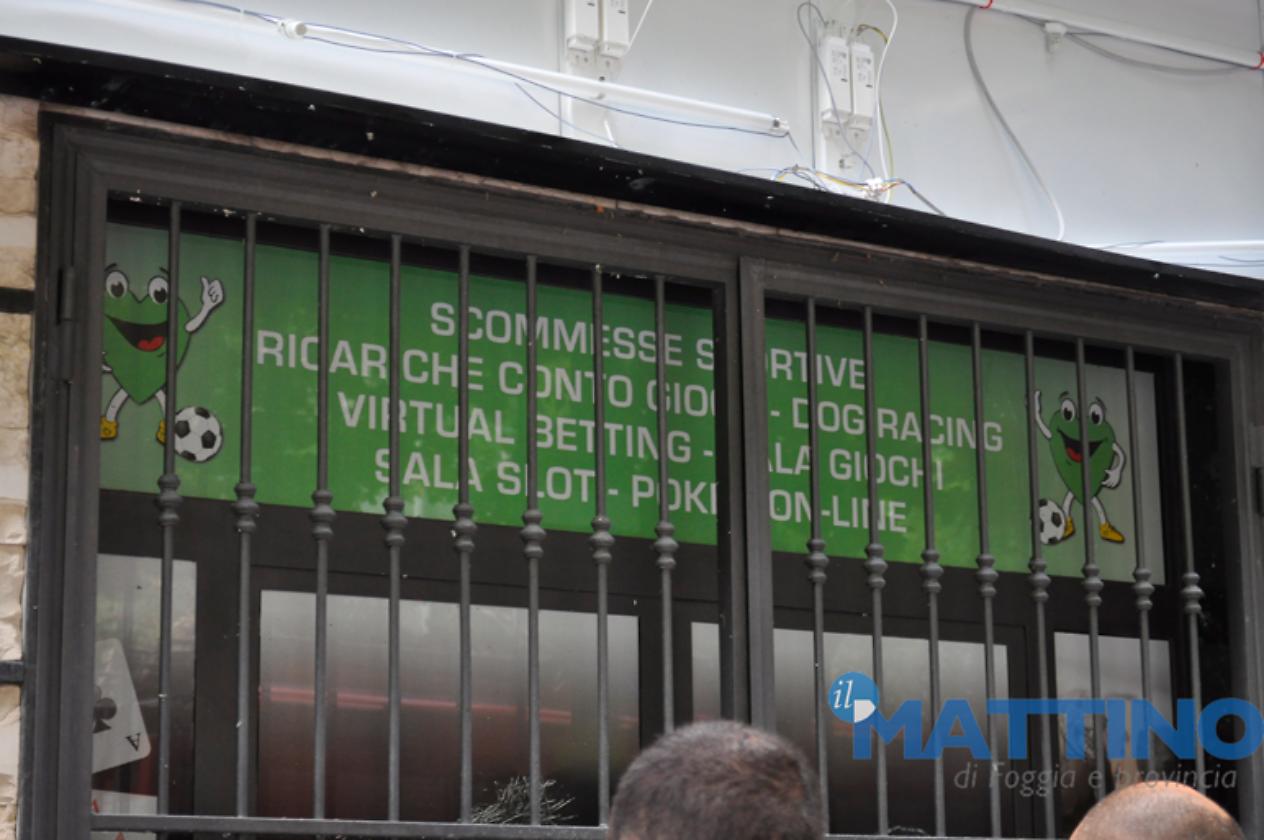 SCOMMESSE SPORTIVE
RICARICHE CONTO GIOCO - DOG RACING
VIRTUAL BETTING - SALA GIOCHI
SALA SLOT - POKER ON-LINE
A
A
il
MATTINO
di Foggia e provincia